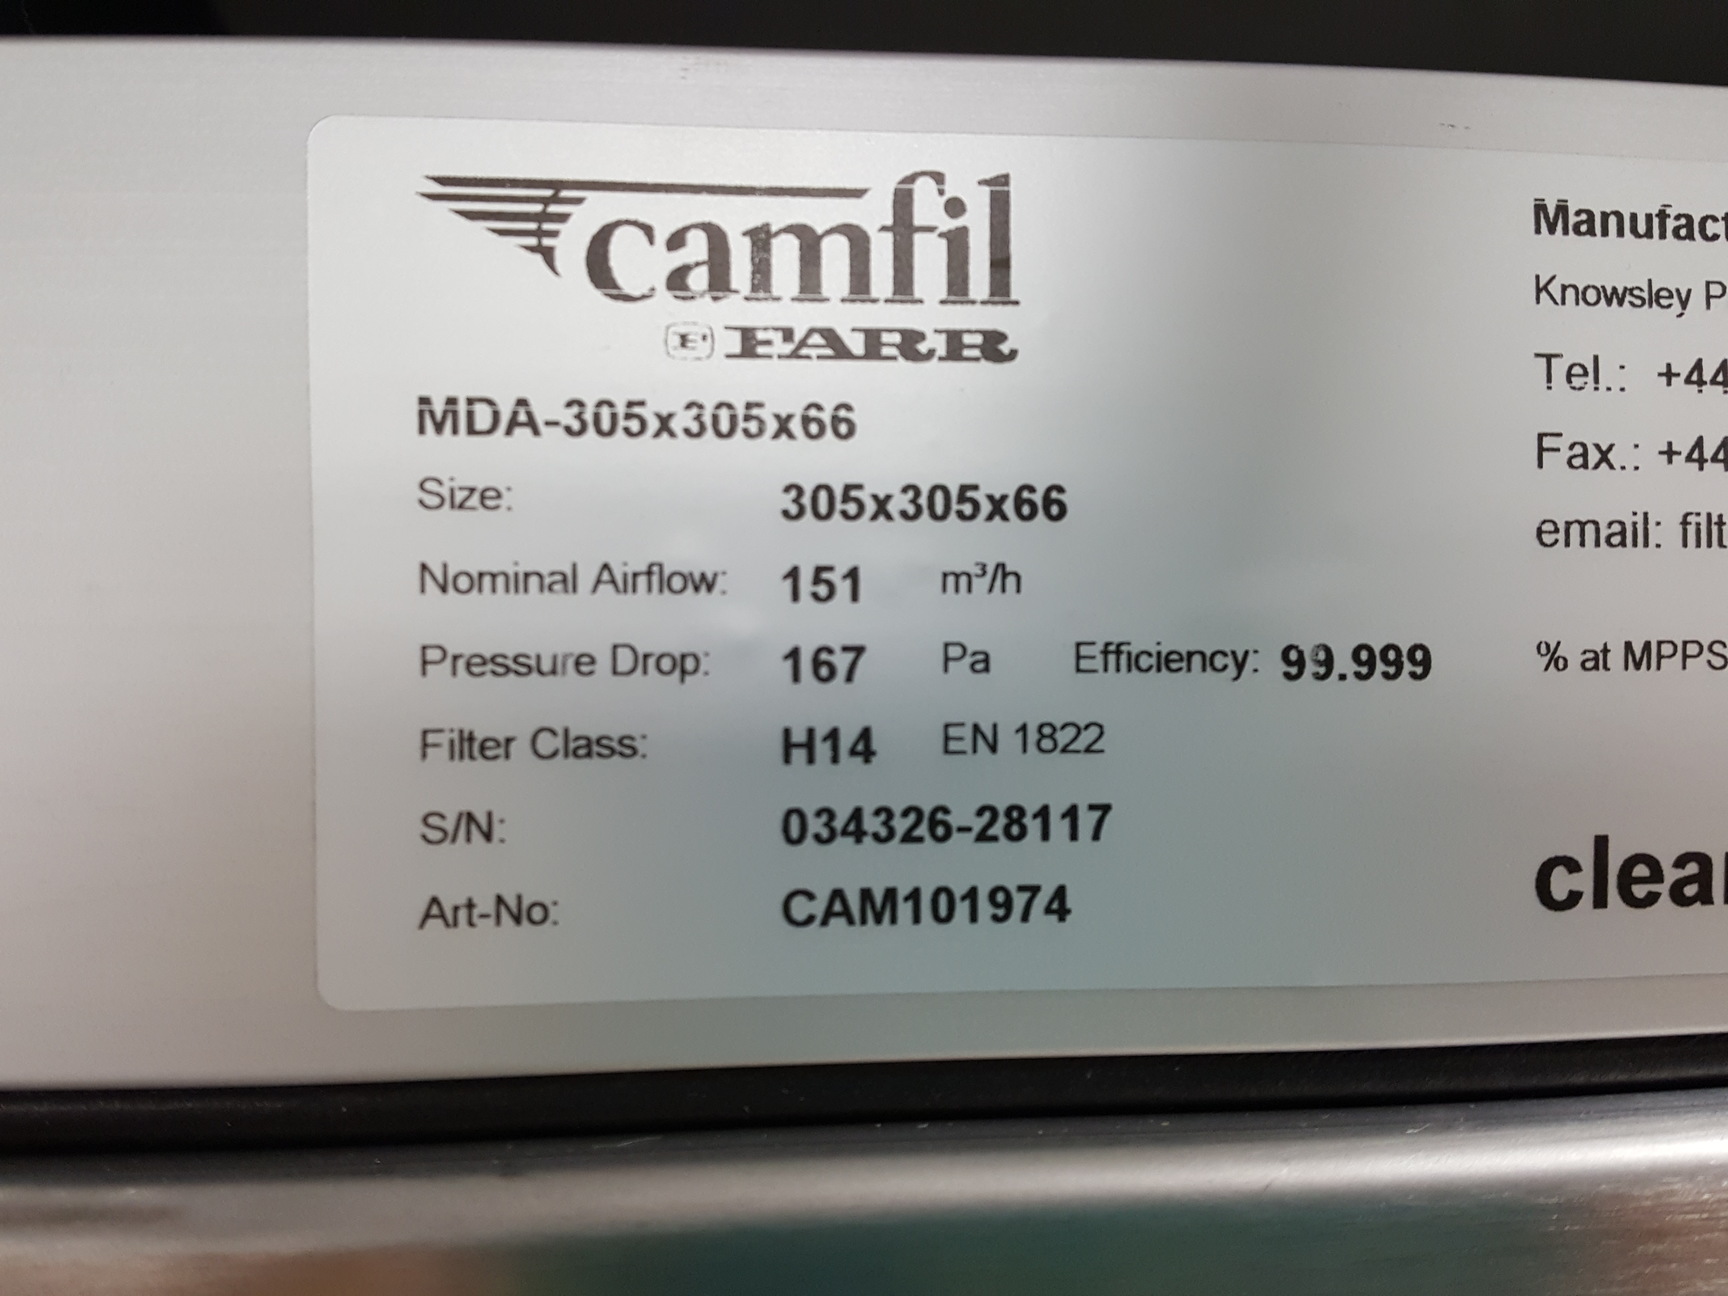 camfil
F FARR
MDA-305x305x66
Size: 305x305x66
Nominal Airflow: 151 m³/h
Pressure Drop: 167 Pa Efficiency: 99.999 % at MPPS
Filter Class: H14 EN 1822
S/N: 034326-28117
Art-No: CAM101974
Manufact
Knowsley P
Tel.: +44
Fax.: +44
email: filt
clea